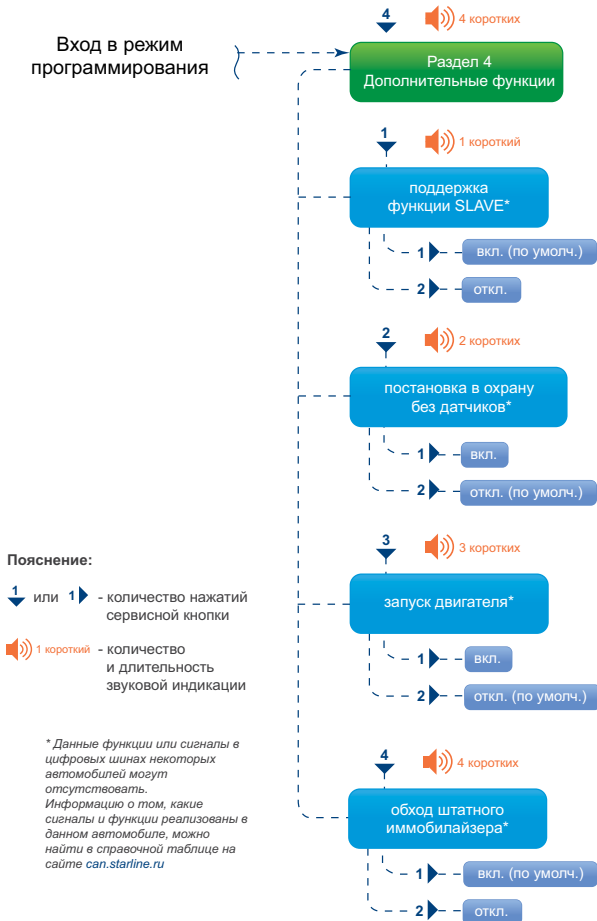 4
4 коротких
Вход в режим
программирования
Раздел 4
Дополнительные функции
1
1 короткий
поддержка
функции SLAVE*
1
вкл. (по умолч.)
2
откл.
2
2 коротких
постановка в охрану
без датчиков*
1
вкл.
2
откл. (по умолч.)
3
3 коротких
запуск двигателя*
1
вкл.
2
откл. (по умолч.)
4
4 коротких
обход штатного
иммобилайзера*
1
вкл. (по умолч.)
2
откл.
Пояснение:
1 или 1 - количество нажатий
сервисной кнопки
1 короткий - количество
и длительность
звуковой индикации
* Данные функции или сигналы в
цифровых шинах некоторых
автомобилей могут
отсутствовать.
Информацию о том, какие
сигналы и функции реализованы в
данном автомобиле, можно
найти в справочной таблице на
сайте can.starline.ru